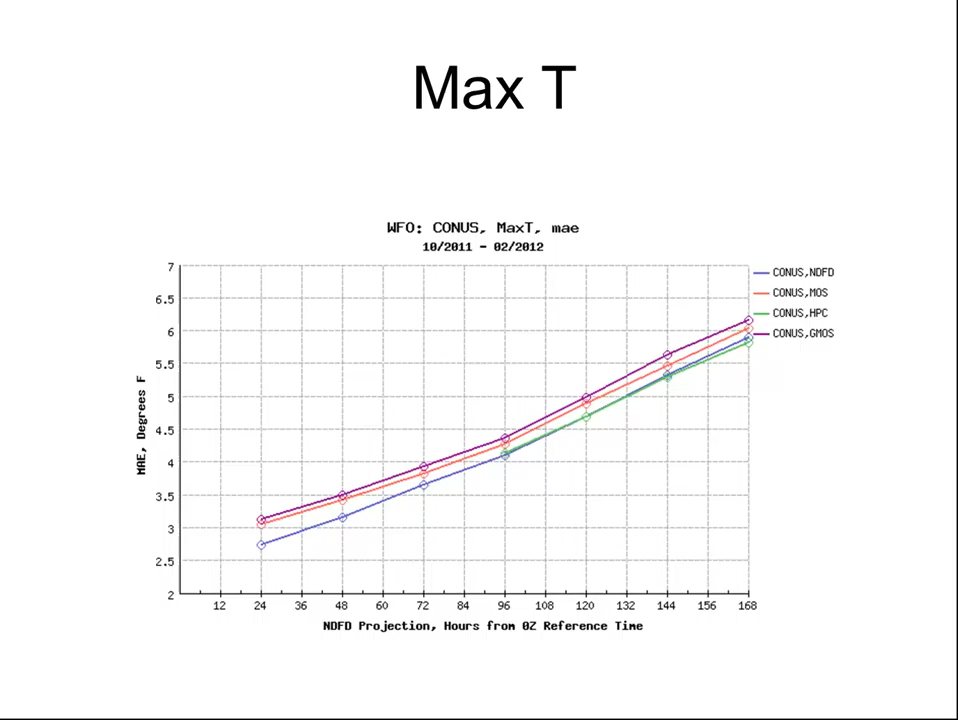 Max T
WFO: CONUS, MaxT, mae
10/2011 - 02/2012
7
6.5
6
5.5
5
4.5
4
3.5
3
2.5
2
MAE, Degrees F
12 24 36 48 60 72 84 96 108 120 132 144 156 168
NDFD Projection, Hours from 0Z Reference Time
CONUS,NDFD
CONUS,MOS
CONUS,HPC
CONUS,GMOS